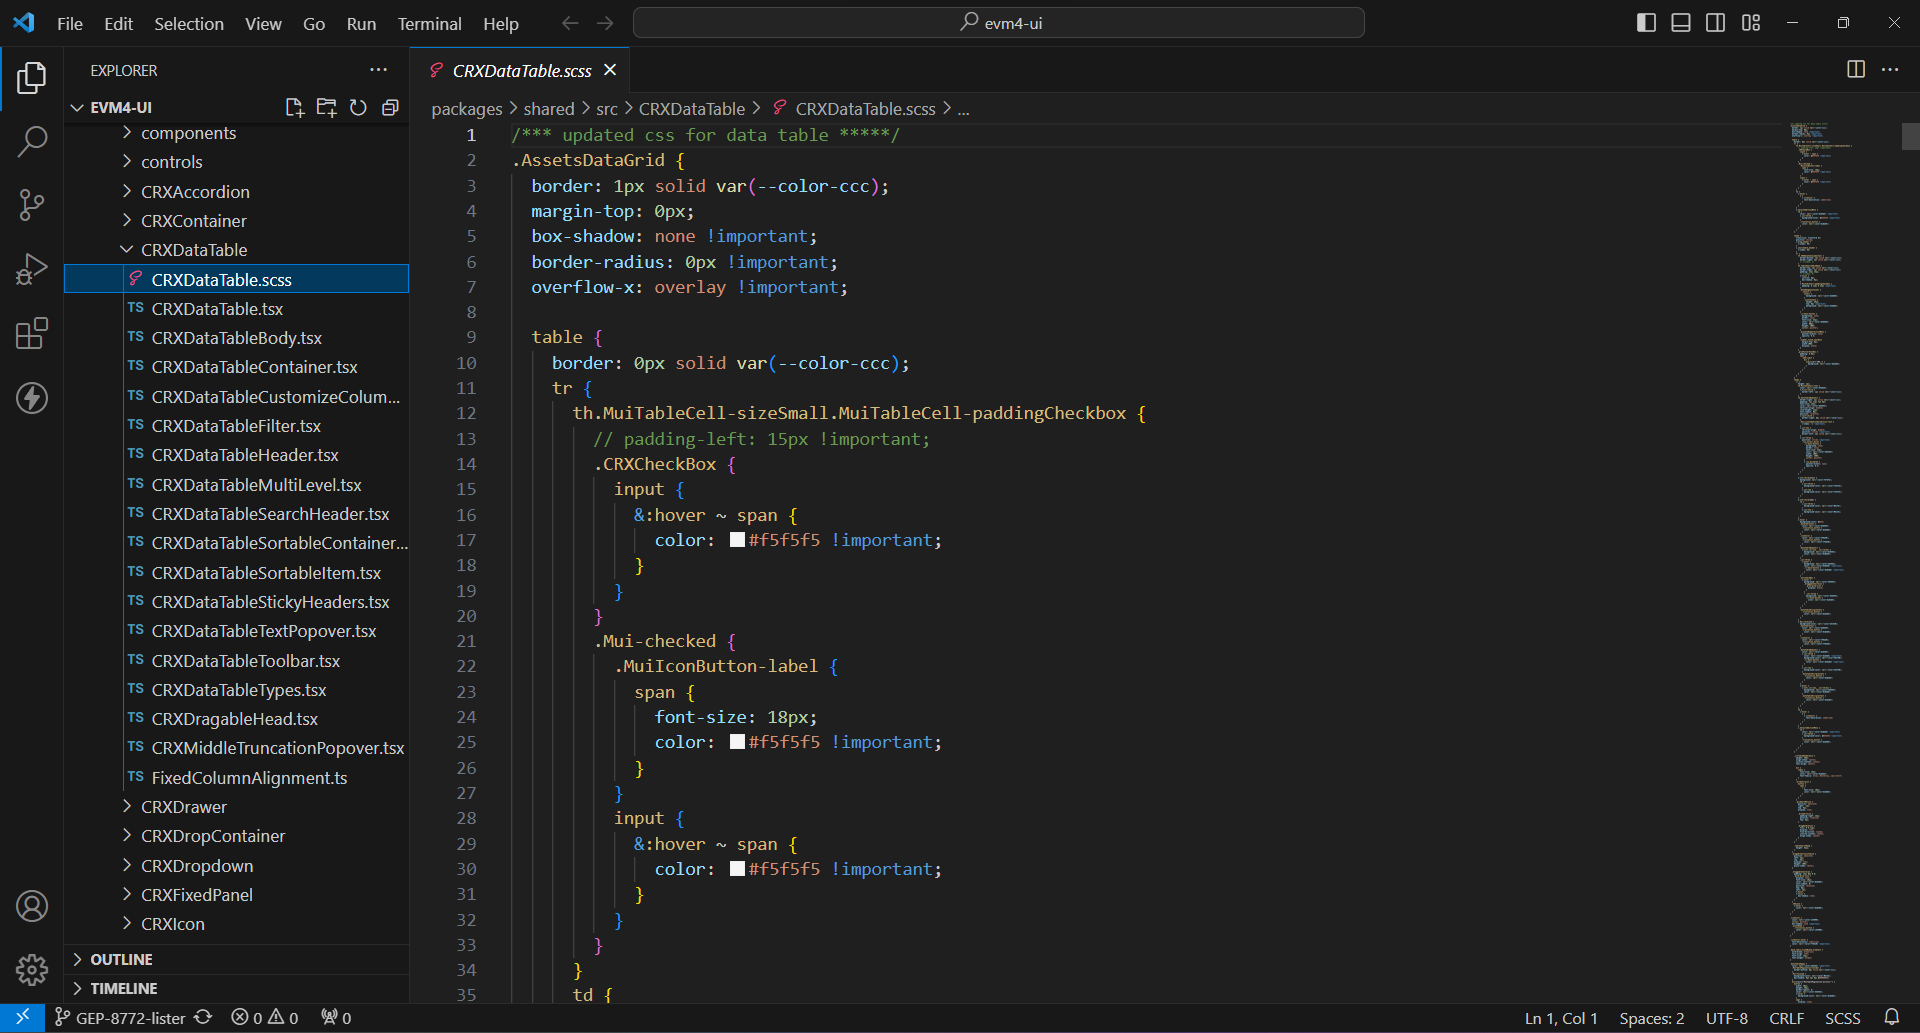 File Edit Selection View Go Run Terminal Help
evm4-ui
EXPLORER
EVM4-UI
components
controls
CRXAccordion
CRXContainer
CRXDataTable
CRXDataTable.scss
TS CRXDataTable.tsx
TS CRXDataTableBody.tsx
TS CRXDataTableContainer.tsx
TS CRXDataTableCustomizeColum...
TS CRXDataTableFilter.tsx
TS CRXDataTableHeader.tsx
TS CRXDataTableMultiLevel.tsx
TS CRXDataTableSearchHeader.tsx
TS CRXDataTableSortableContainer...
TS CRXDataTableSortableItem.tsx
TS CRXDataTableStickyHeaders.tsx
TS CRXDataTableTextPopover.tsx
TS CRXDataTableToolbar.tsx
TS CRXDataTableTypes.tsx
TS CRXDragableHead.tsx
TS CRXMiddleTruncationPopover.tsx
TS FixedColumnAlignment.ts
CRXDrawer
CRXDropContainer
CRXDropdown
CRXFixedPanel
CRXIcon
OUTLINE
TIMELINE
CRXDataTable.scss
packages > shared > src > CRXDataTable > CRXDataTable.scss > ...
1 /*** updated css for data table *****/
2 .AssetsDataGrid {
3 border: 1px solid var(--color-ccc);
4 margin-top: 0px;
5 box-shadow: none !important;
6 border-radius: 0px !important;
7 overflow-x: overlay !important;
8
9 table {
10 border: 0px solid var(--color-ccc);
11 tr {
12 th.MuiTableCell-sizeSmall.MuiTableCell-paddingCheckbox {
13 // padding-left: 15px !important;
14 .CRXCheckBox {
15 input {
16 &:hover ~ span {
17 color: #f5f5f5 !important;
18 }
19 }
20 }
21 .Mui-checked {
22 .MuiIconButton-label {
23 span {
24 font-size: 18px;
25 color: #f5f5f5 !important;
26 }
27 }
28 input {
29 &:hover ~ span {
30 color: #f5f5f5 !important;
31 }
32 }
33 }
34 }
35 td {
GEP-8772-lister 0 0 0
Ln 1, Col 1 Spaces: 2 UTF-8 CRLF SCSS